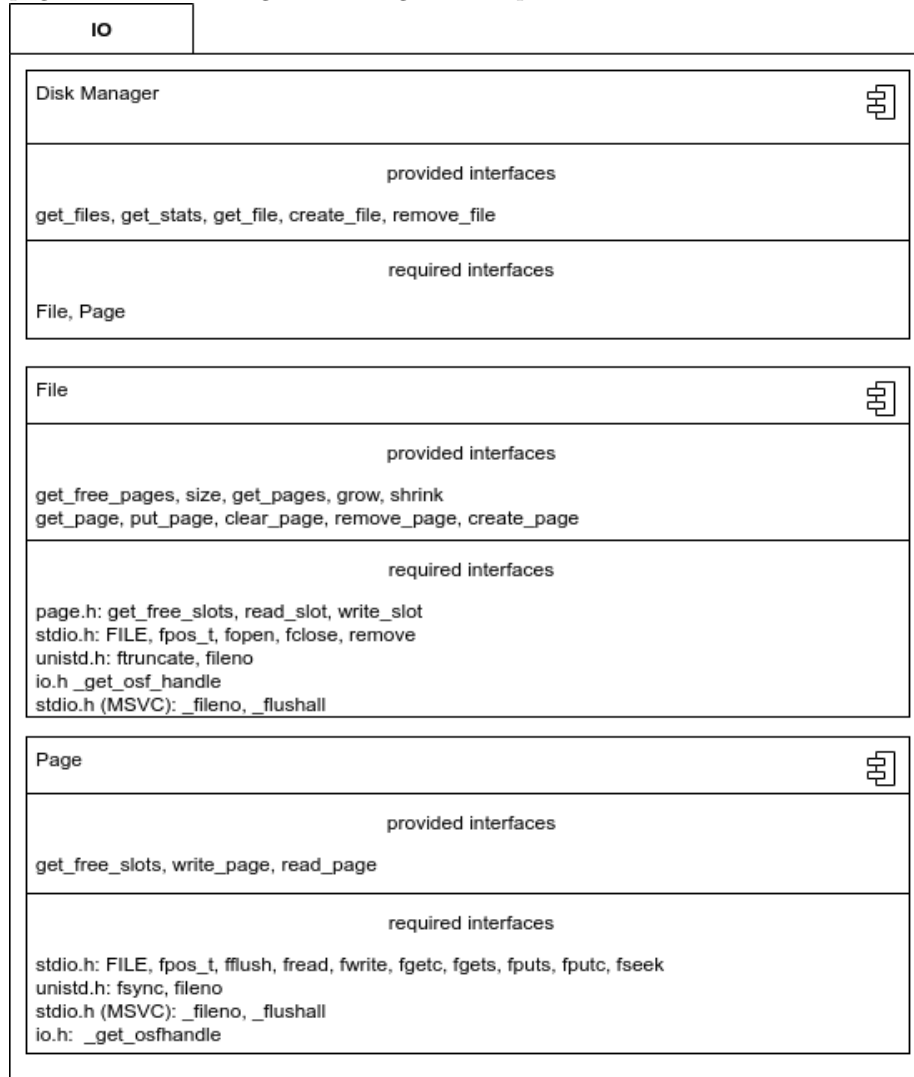 IO
Disk Manager
provided interfaces
get_files, get_stats, get_file, create_file, remove_file
required interfaces
File, Page
File
provided interfaces
get_free_pages, size, get_pages, grow, shrink
get_page, put_page, clear_page, remove_page, create_page
required interfaces
page.h: get_free_slots, read_slot, write_slot
stdio.h: FILE, fpos_t, fopen, fclose, remove
unistd.h: ftruncate, fileno
io.h _get_osf_handle
stdio.h (MSVC): _fileno, _flushall
Page
provided interfaces
get_free_slots, write_page, read_page
required interfaces
stdio.h: FILE, fpos_t, fflush, fread, fwrite, fgetc, fgets, fputs, fputc, fseek
unistd.h: fsync, fileno
stdio.h (MSVC): _fileno, _flushall
io.h: _get_osfhandle